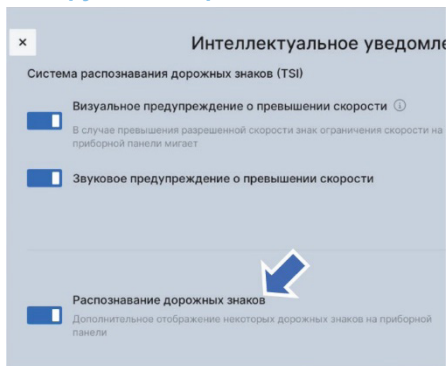 ×
Интеллектуальное уведомле
Система распознавания дорожных знаков (TSI)
Визуальное предупреждение о превышении скорости
В случае превышения разрешенной скорости знак ограничения скорости на
приборной панели мигает
Звуковое предупреждение о превышении скорости
Распознавание дорожных знаков
Дополнительное отображение некоторых дорожных знаков на приборной
панели